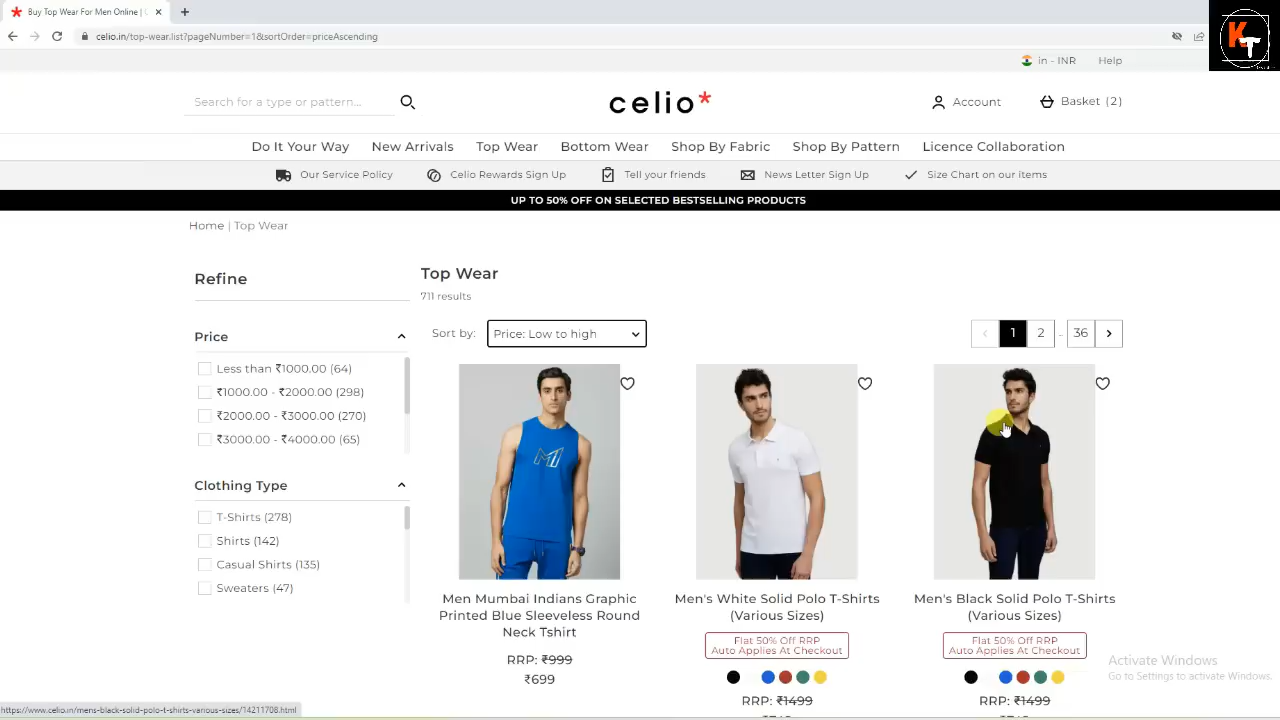 Buy Top Wear For Men Online |
celio.in/top-wear.list?pageNumber=1&sortOrder=priceAscending
KT
in - INR
Help
Search for a type or pattern...
celio*
Account
Basket (2)
Do It Your Way
New Arrivals
Top Wear
Bottom Wear
Shop By Fabric
Shop By Pattern
Licence Collaboration
Our Service Policy
Celio Rewards Sign Up
Tell your friends
News Letter Sign Up
Size Chart on our items
UP TO 50% OFF ON SELECTED BESTSELLING PRODUCTS
Home | Top Wear
Refine
Price
Less than ₹1000.00 (64)
₹1000.00 - ₹2000.00 (298)
₹2000.00 - ₹3000.00 (270)
₹3000.00 - ₹4000.00 (65)
Clothing Type
T-Shirts (278)
Shirts (142)
Casual Shirts (135)
Sweaters (47)
Top Wear
711 results
Sort by:
Price: Low to high
1 2 - 36
MI
Men Mumbai Indians Graphic
Printed Blue Sleeveless Round
Neck Tshirt
RRP: ₹999
₹699
Men's White Solid Polo T-Shirts
(Various Sizes)
Flat 50% Off RRP
Auto Applies At Checkout
RRP: ₹1499
Men's Black Solid Polo T-Shirts
(Various Sizes)
Flat 50% Off RRP
Auto Applies At Checkout
RRP: ₹1499
Activate Windows
Go to Settings to activate Windows.
https://www.celio.in/mens-black-solid-polo-t-shirts-various-sizes/14211708.html